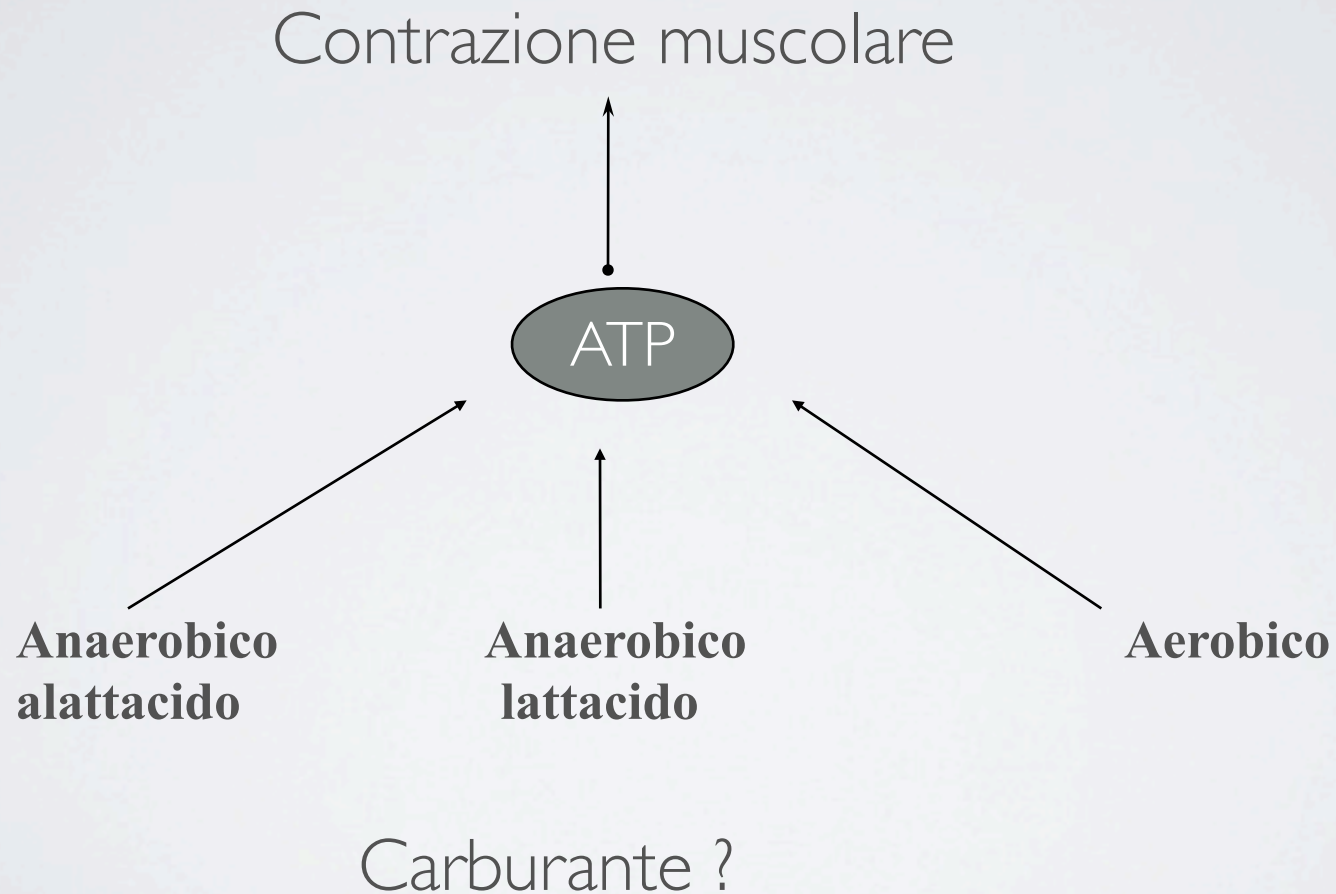 Contrazione muscolare
ATP
Anaerobico
alattacido
Anaerobico
lattacido
Aerobico
Carburante ?